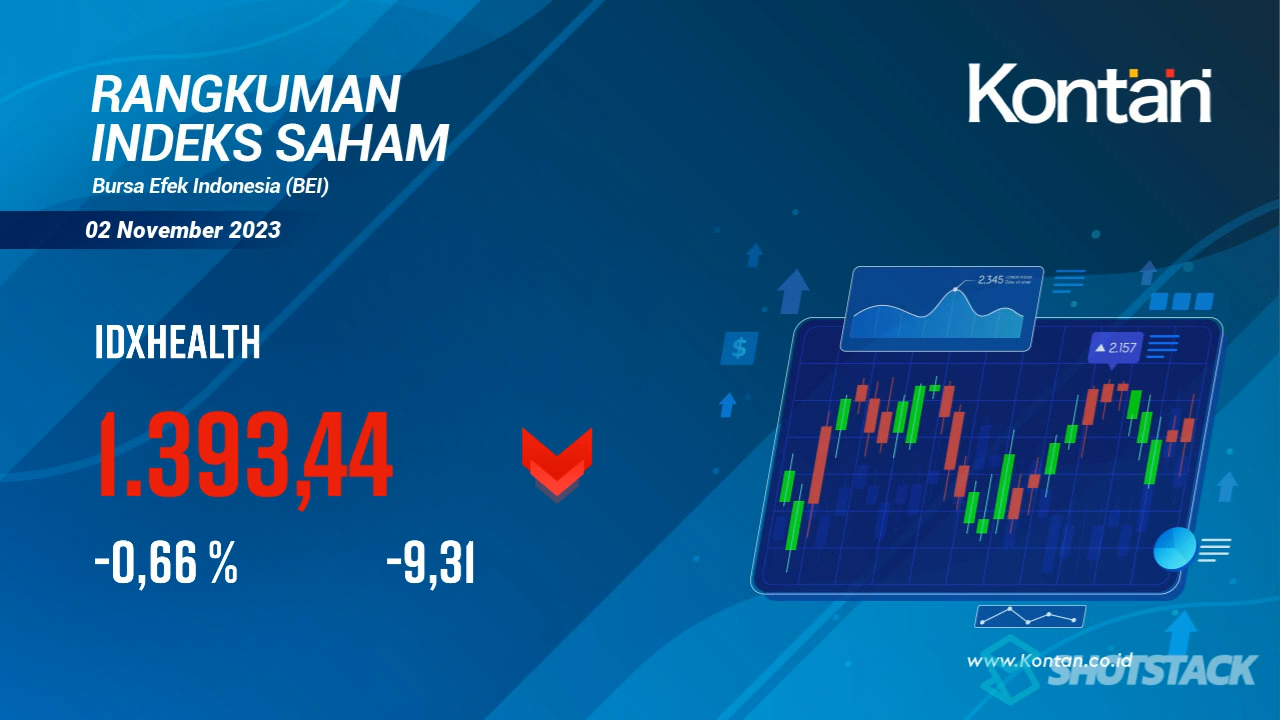 RANGKUMAN
INDEKS SAHAM
Bursa Efek Indonesia (BEI)
02 November 2023
Kontan
IDXHEALTH
1.393,44
-0,66 %
-9,31
2.345
$
2.157
www.Kontan.co.id
SHOTSTACK